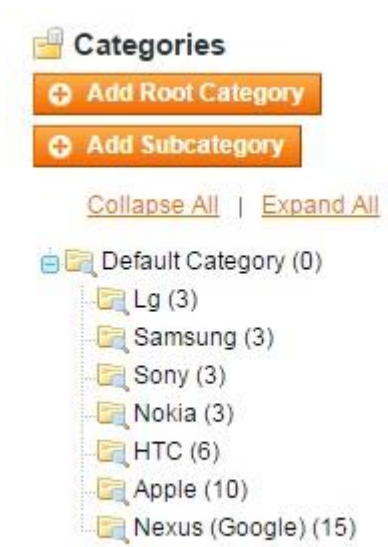 Categories
Add Root Category
Add Subcategory
Collapse All | Expand All
Default Category (0)
Lg (3)
Samsung (3)
Sony (3)
Nokia (3)
HTC (6)
Apple (10)
Nexus (Google) (15)